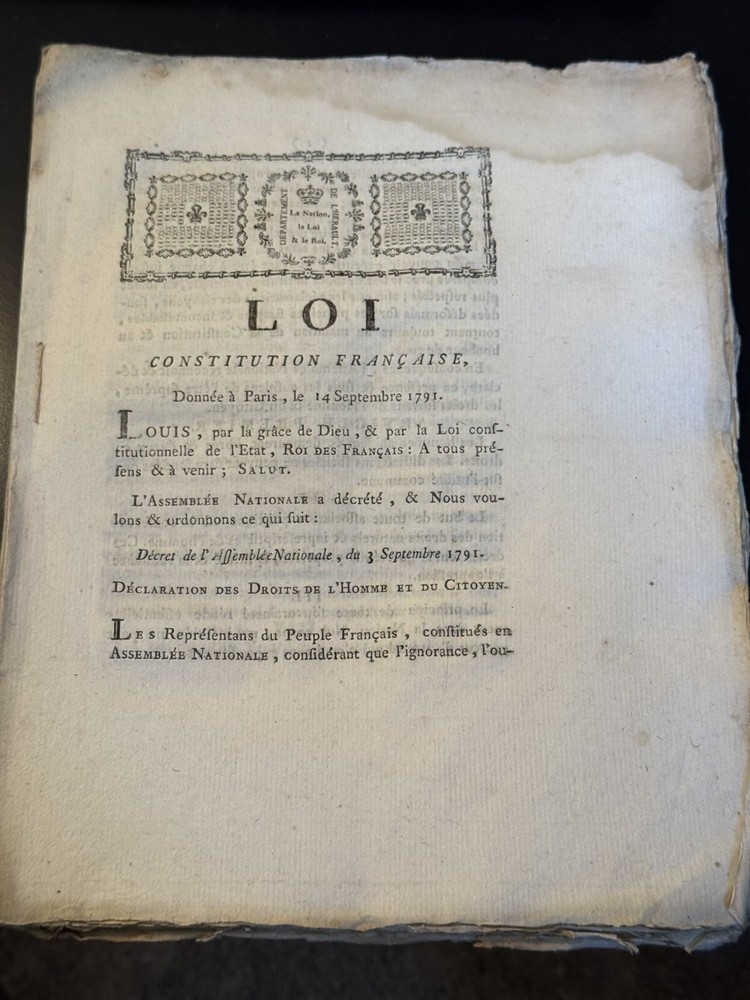 DÉPARTEMENT DE L'HÉRAULT.
La Nation,
la Loi
& le Roi.
LOI
CONSTITUTION FRANÇAISE,
Donnée à Paris, le 14 Septembre 1791.
LOUIS, par la grâce de Dieu, & par la Loi conſ-
titutionnelle de l'Etat, ROI DES FRANÇAIS : A tous pré-
ſens & à venir ; SALUT.
L'ASSEMBLÉE NATIONALE a décrété, & Nous vou-
lons & ordonnons ce qui ſuit :
Décret de l'Aſſemblée Nationale, du 3 Septembre 1791.
DÉCLARATION DES DROITS DE L'HOMME ET DU CITOYEN.
LES Repréſentans du Peuple Français, conſtitués en
ASSEMBLÉE NATIONALE, conſidérant que l'ignorance, l'ou-